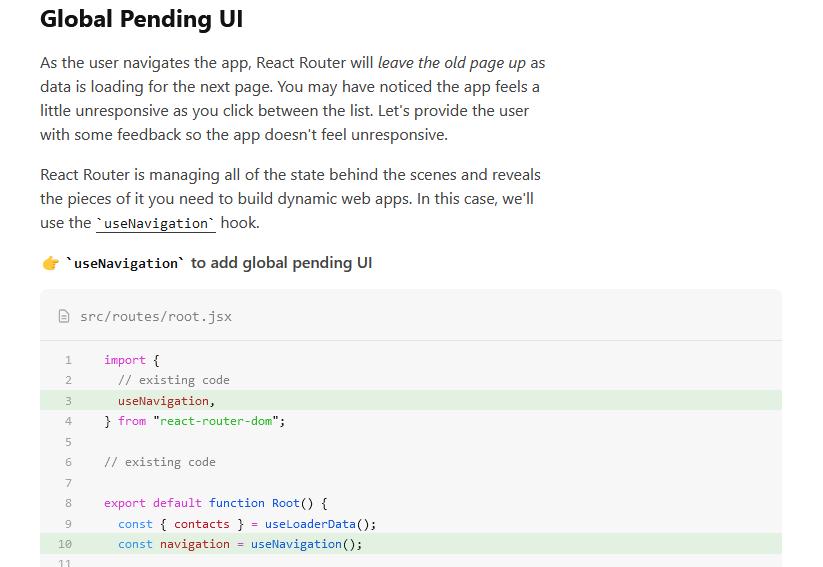 Global Pending UI
As the user navigates the app, React Router will leave the old page up as
data is loading for the next page. You may have noticed the app feels a
little unresponsive as you click between the list. Let's provide the user
with some feedback so the app doesn't feel unresponsive.
React Router is managing all of the state behind the scenes and reveals
the pieces of it you need to build dynamic web apps. In this case, we'll
use the `useNavigation` hook.
👉 `useNavigation` to add global pending UI
src/routes/root.jsx
1 import {
2   // existing code
3   useNavigation,
4 } from "react-router-dom";
5
6 // existing code
7
8 export default function Root() {
9   const { contacts } = useLoaderData();
10   const navigation = useNavigation();
11